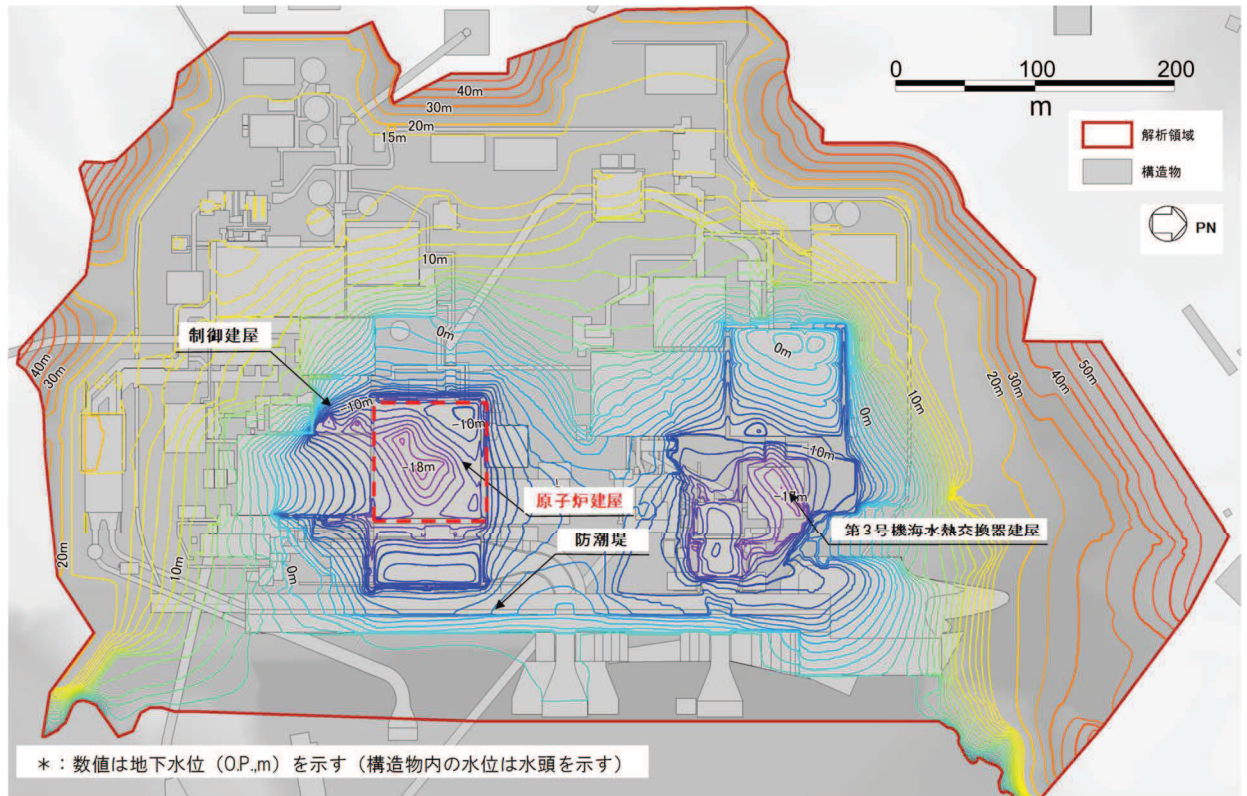 0 100 200
m
解析領域
構造物
PN
40m
30m
20m
15m
10m
0m
制御建屋
-10m
-10m
-18m
原子炉建屋
防潮堤
0m
-10m
第3号機海水熱交換器建屋
0m
10m
20m
30m
40m
50m
40m
30m
20m
10m
0m
*：数値は地下水位（O.P.,m）を示す（構造物内の水位は水頭を示す）